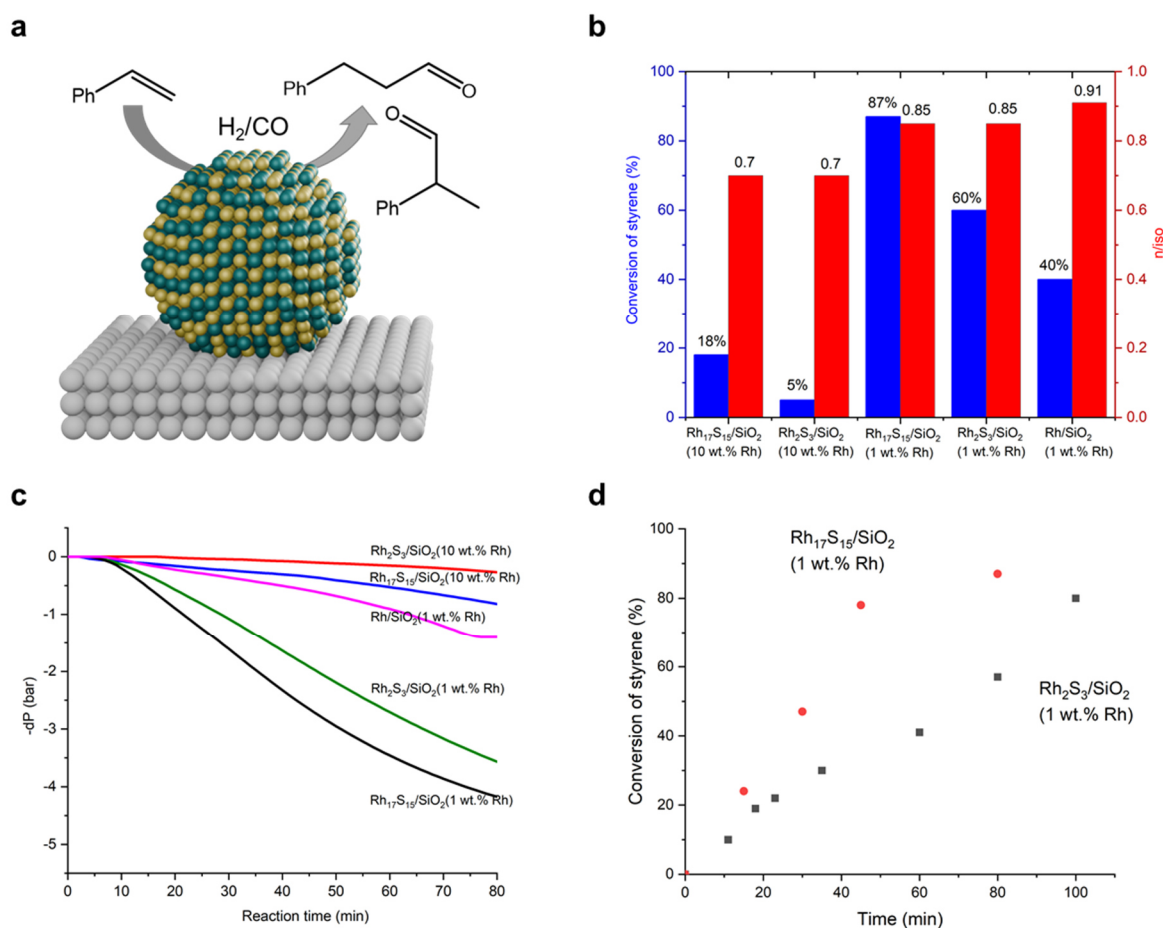 a
Ph
H₂/CO
Ph
O
O
Ph
b
Conversion of styrene (%)
100
80
60
40
20
0
1.0
0.8
0.6
0.4
0.2
0.0
n/iso
18%
0.7
5%
0.7
87%
0.85
60%
0.85
40%
0.91
Rh₁₇S₁₅/SiO₂
(10 wt.% Rh)
Rh₂S₃/SiO₂
(10 wt.% Rh)
Rh₁₇S₁₅/SiO₂
(1 wt.% Rh)
Rh₂S₃/SiO₂
(1 wt.% Rh)
Rh/SiO₂
(1 wt.% Rh)
c
-dP (bar)
0
-1
-2
-3
-4
-5
Rh₂S₃/SiO₂(10 wt.% Rh)
Rh₁₇S₁₅/SiO₂(10 wt.% Rh)
Rh/SiO₂(1 wt.% Rh)
Rh₂S₃/SiO₂(1 wt.% Rh)
Rh₁₇S₁₅/SiO₂(1 wt.% Rh)
0 10 20 30 40 50 60 70 80
Reaction time (min)
d
Conversion of styrene (%)
100
80
60
40
20
0
Rh₁₇S₁₅/SiO₂
(1 wt.% Rh)
Rh₂S₃/SiO₂
(1 wt.% Rh)
0 20 40 60 80 100
Time (min)